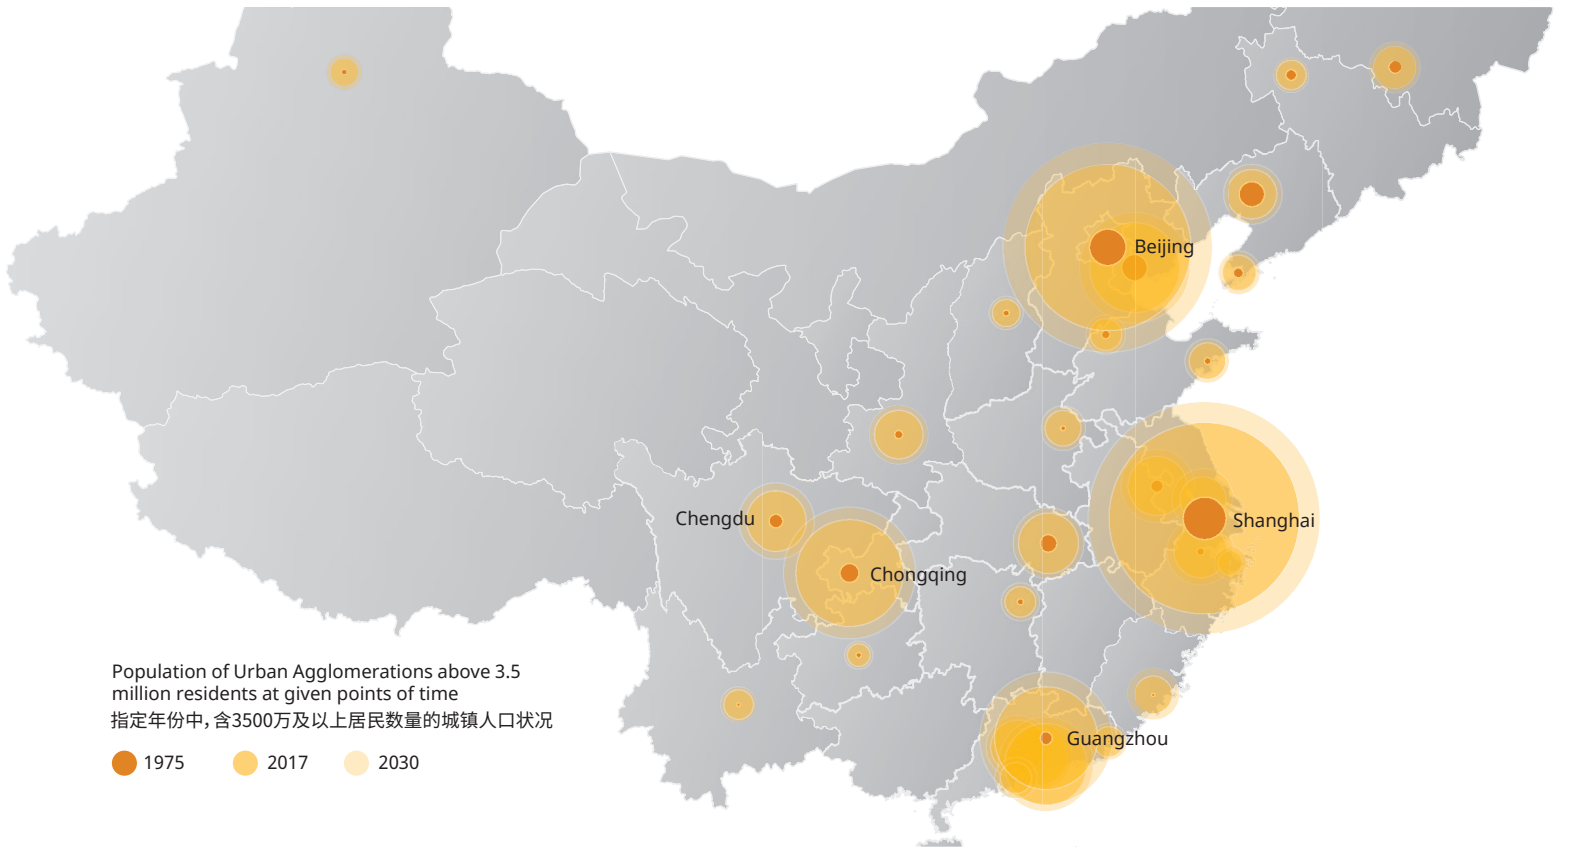 Beijing
Shanghai
Chengdu
Chongqing
Guangzhou
Population of Urban Agglomerations above 3.5
million residents at given points of time
指定年份中，含3500万及以上居民数量的城镇人口状况
1975
2017
2030